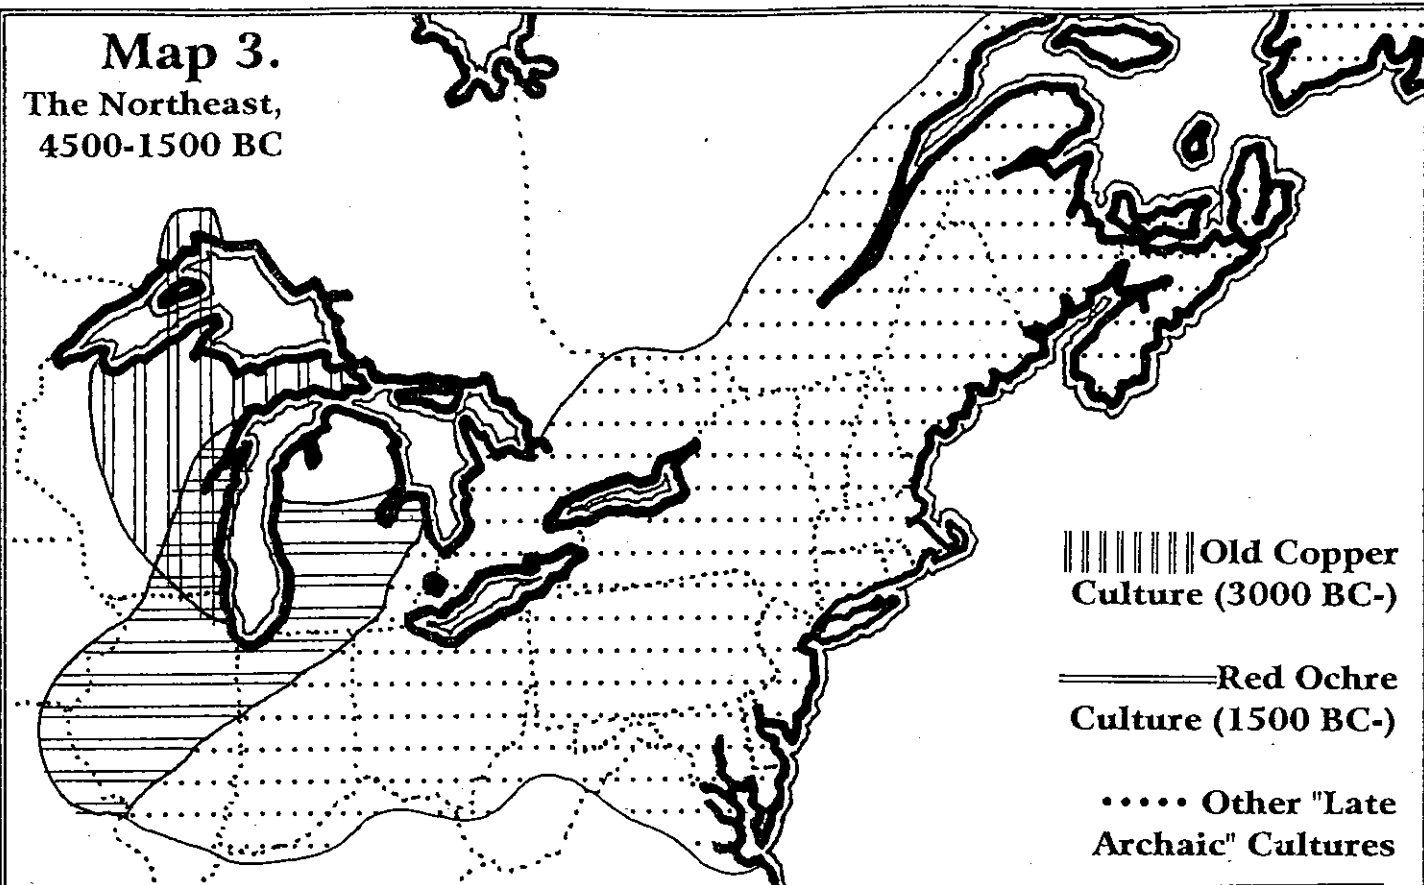 Map 3.
The Northeast,
4500-1500 BC
Old Copper
Culture (3000 BC-)
Red Ochre
Culture (1500 BC-)
Other "Late
Archaic" Cultures